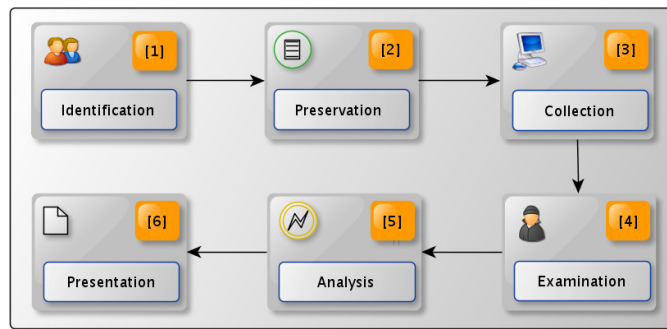 [1]
Identification
[2]
Preservation
[3]
Collection
[4]
Examination
[5]
Analysis
[6]
Presentation